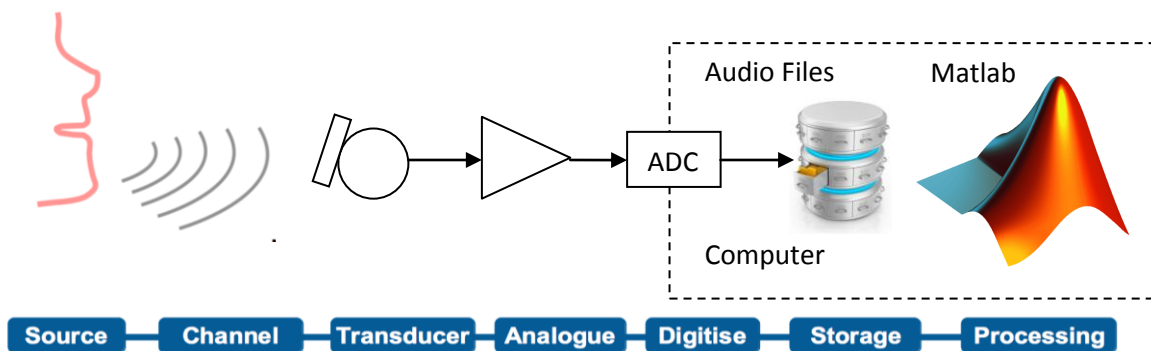 Audio Files
Matlab
ADC
Computer
Source
Channel
Transducer
Analogue
Digitise
Storage
Processing